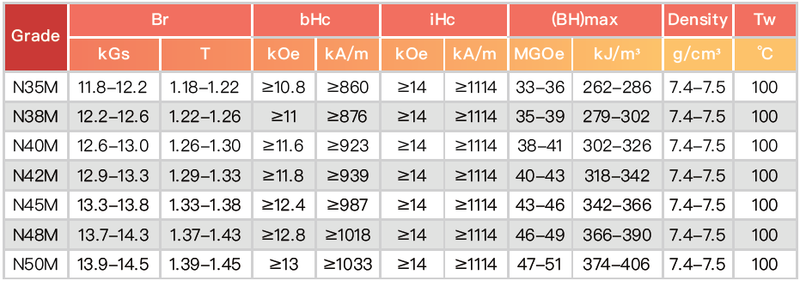 Grade Br bHc iHc (BH)max Density Tw
kGs T kOe kA/m kOe kA/m MGOe kJ/m³ g/cm³ ℃
N35M 11.8–12.2 1.18–1.22 ≥10.8 ≥860 ≥14 ≥1114 33–36 262–286 7.4–7.5 100
N38M 12.2–12.6 1.22–1.26 ≥11 ≥876 ≥14 ≥1114 35–39 279–302 7.4–7.5 100
N40M 12.6–13.0 1.26–1.30 ≥11.6 ≥923 ≥14 ≥1114 38–41 302–326 7.4–7.5 100
N42M 12.9–13.3 1.29–1.33 ≥11.8 ≥939 ≥14 ≥1114 40–43 318–342 7.4–7.5 100
N45M 13.3–13.8 1.33–1.38 ≥12.4 ≥987 ≥14 ≥1114 43–46 342–366 7.4–7.5 100
N48M 13.7–14.3 1.37–1.43 ≥12.8 ≥1018 ≥14 ≥1114 46–49 366–390 7.4–7.5 100
N50M 13.9–14.5 1.39–1.45 ≥13 ≥1033 ≥14 ≥1114 47–51 374–406 7.4–7.5 100